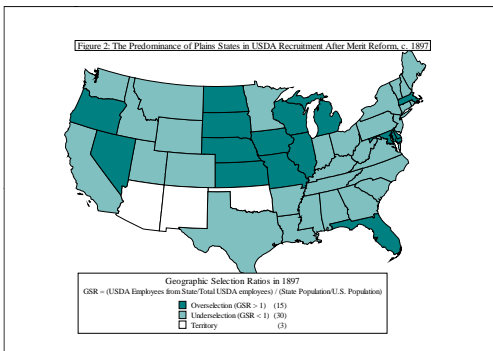 Figure 2: The Predominance of Plains States in USDA Recruitment After Merit Reform, c. 1897
Geographic Selection Ratios in 1897
GSR = (USDA Employees from State/Total USDA employees) / (State Population/U.S. Population)
Overselection (GSR > 1) (15)
Underselection (GSR < 1) (30)
Territory (3)